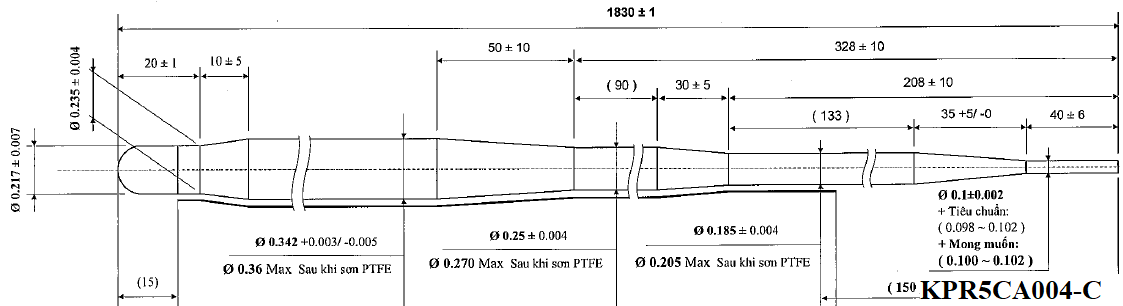 1830 ± 1
50 ± 10
328 ± 10
20 ± 1
10 ± 5
( 90 )
30 ± 5
208 ± 10
( 133 )
35 +5/ -0
40 ± 6
Ø 0.235 ± 0.004
Ø 0.217 ± 0.007
Ø 0.1±0.002
+ Tiêu chuẩn:
( 0.098 ~ 0.102 )
+ Mong muốn:
( 0.100 ~ 0.102 )
Ø 0.342 +0.003/ -0.005
Ø 0.36 Max Sau khi sơn PTFE
Ø 0.25 ± 0.004
Ø 0.270 Max Sau khi sơn PTFE
Ø 0.185 ± 0.004
Ø 0.205 Max Sau khi sơn PTFE
(15)
( 150
KPR5CA004-C